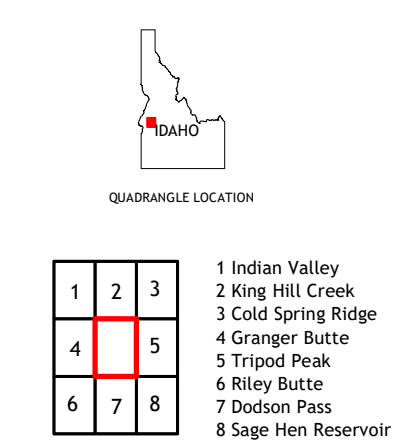 IDAHO
QUADRANGLE LOCATION
1 2 3
4 5
6 7 8
1 Indian Valley
2 King Hill Creek
3 Cold Spring Ridge
4 Granger Butte
5 Tripod Peak
6 Riley Butte
7 Dodson Pass
8 Sage Hen Reservoir